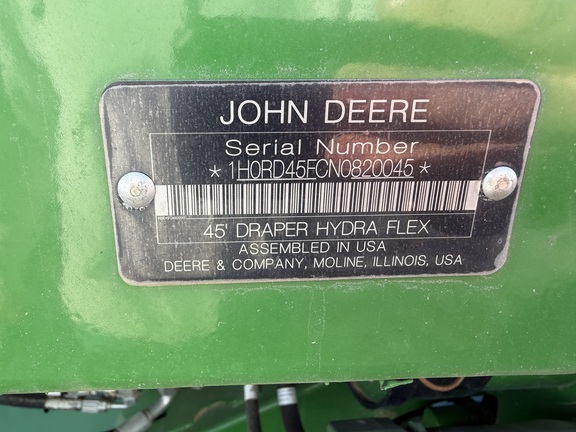 JOHN DEERE
Serial Number
*1H0RD45FCN0820045*
45' DRAPER HYDRA FLEX
ASSEMBLED IN USA
DEERE & COMPANY, MOLINE, ILLINOIS, USA